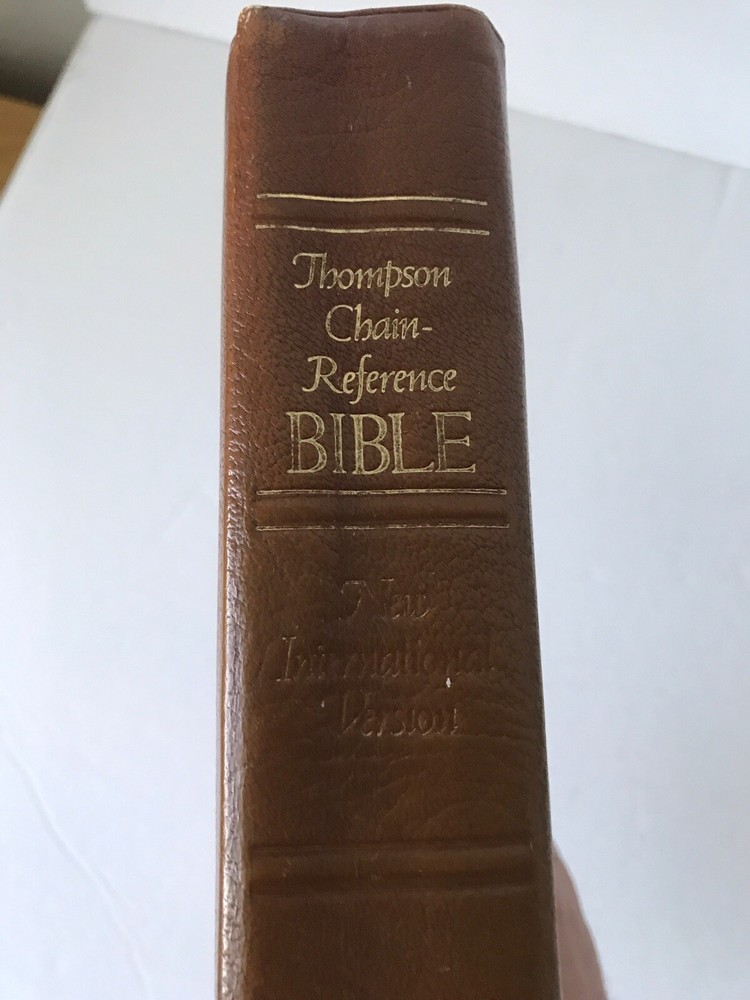 Thompson
Chain-
Reference
BIBLE
New
International
Version